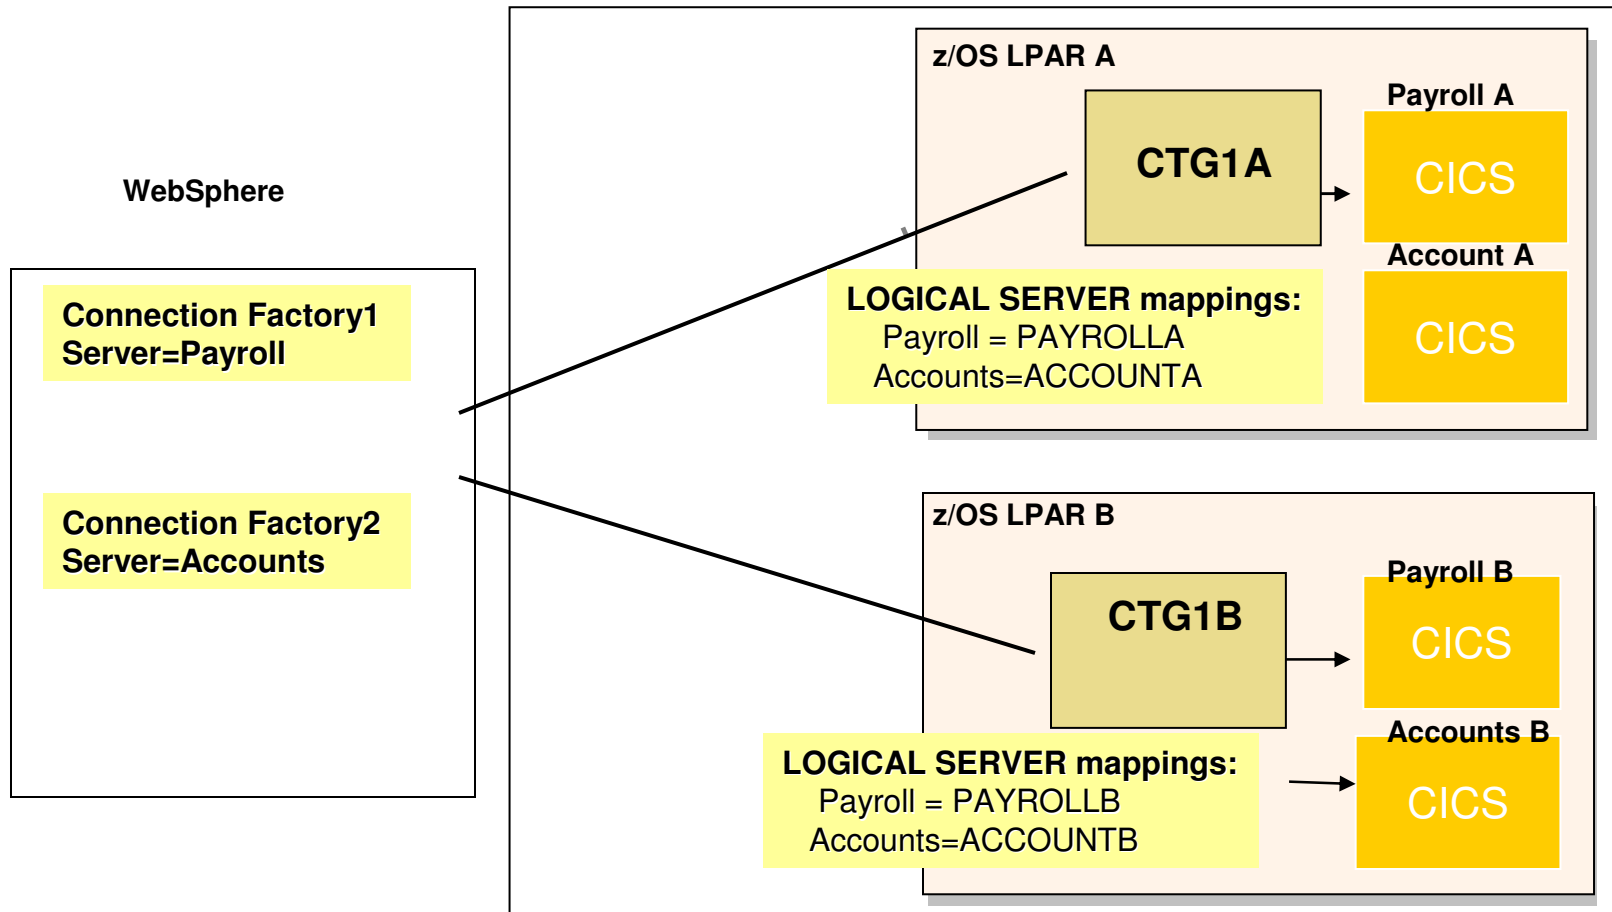 WebSphere
Connection Factory1
Server=Payroll
Connection Factory2
Server=Accounts
z/OS LPAR A
CTG1A
Payroll A
CICS
Account A
CICS
LOGICAL SERVER mappings:
Payroll = PAYROLLA
Accounts=ACCOUNTA
z/OS LPAR B
CTG1B
Payroll B
CICS
Accounts B
CICS
LOGICAL SERVER mappings:
Payroll = PAYROLLB
Accounts=ACCOUNTB